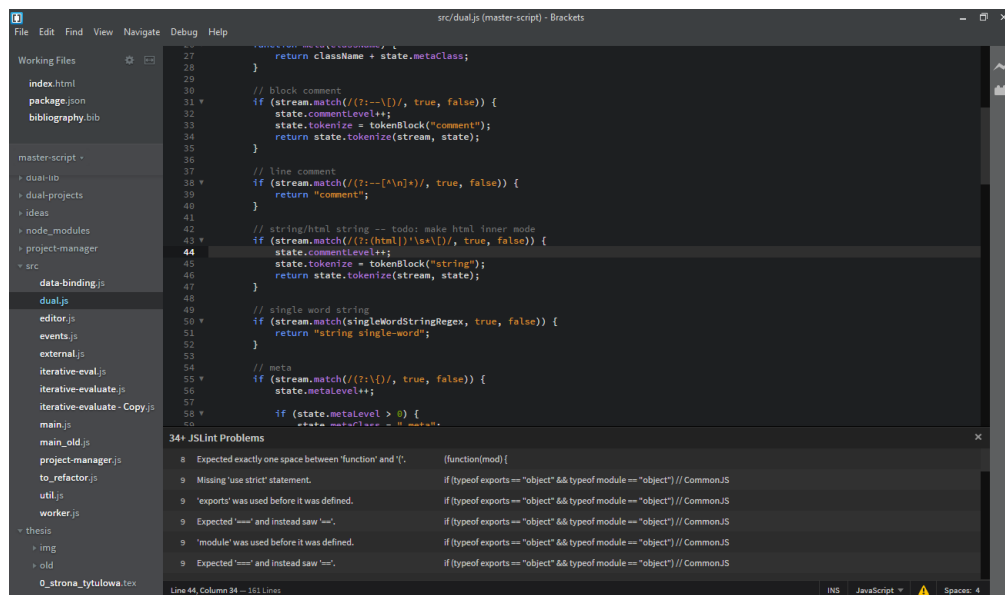 src/dual.js (master-script) - Brackets
File Edit Find View Navigate Debug Help
Working Files
index.html
package.json
bibliography.bib
master-script
dual-lib
dual-projects
ideas
node_modules
project-manager
src
data-binding.js
dual.js
editor.js
events.js
external.js
iterative-eval.js
iterative-evaluate.js
iterative-evaluate - Copy.js
main.js
main_old.js
project-manager.js
to_refactor.js
util.js
worker.js
thesis
img
old
0_strona_tytulowa.tex
26 function meta(className) {
27 return className + state.metaClass;
28 }
29
30 // block comment
31 if (stream.match(/(?:--\[)/, true, false)) {
32 state.commentLevel++;
33 state.tokenize = tokenBlock("comment");
34 return state.tokenize(stream, state);
35 }
36
37 // line comment
38 if (stream.match(/(?:--[^\n]*)/, true, false)) {
39 return "comment";
40 }
41
42 // string/html string -- todo: make html inner mode
43 if (stream.match(/(?:(html|)'\s*\[)/, true, false)) {
44 state.commentLevel++;
45 state.tokenize = tokenBlock("string");
46 return state.tokenize(stream, state);
47 }
48
49 // single word string
50 if (stream.match(singleWordStringRegex, true, false)) {
51 return "string single-word";
52 }
53
54 // meta
55 if (stream.match(/(?:\{)/, true, false)) {
56 state.metaLevel++;
57
58 if (state.metaLevel > 0) {
59 state.metaClass = " meta";
34+ JSLint Problems
8 Expected exactly one space between 'function' and '('. (function(mod) {
9 Missing 'use strict' statement. if (typeof exports == "object" && typeof module == "object") // CommonJS
9 'exports' was used before it was defined. if (typeof exports == "object" && typeof module == "object") // CommonJS
9 Expected '===' and instead saw '=='. if (typeof exports == "object" && typeof module == "object") // CommonJS
9 'module' was used before it was defined. if (typeof exports == "object" && typeof module == "object") // CommonJS
9 Expected '===' and instead saw '=='. if (typeof exports == "object" && typeof module == "object") // CommonJS
Line 44, Column 34 — 161 Lines INS JavaScript Spaces: 4